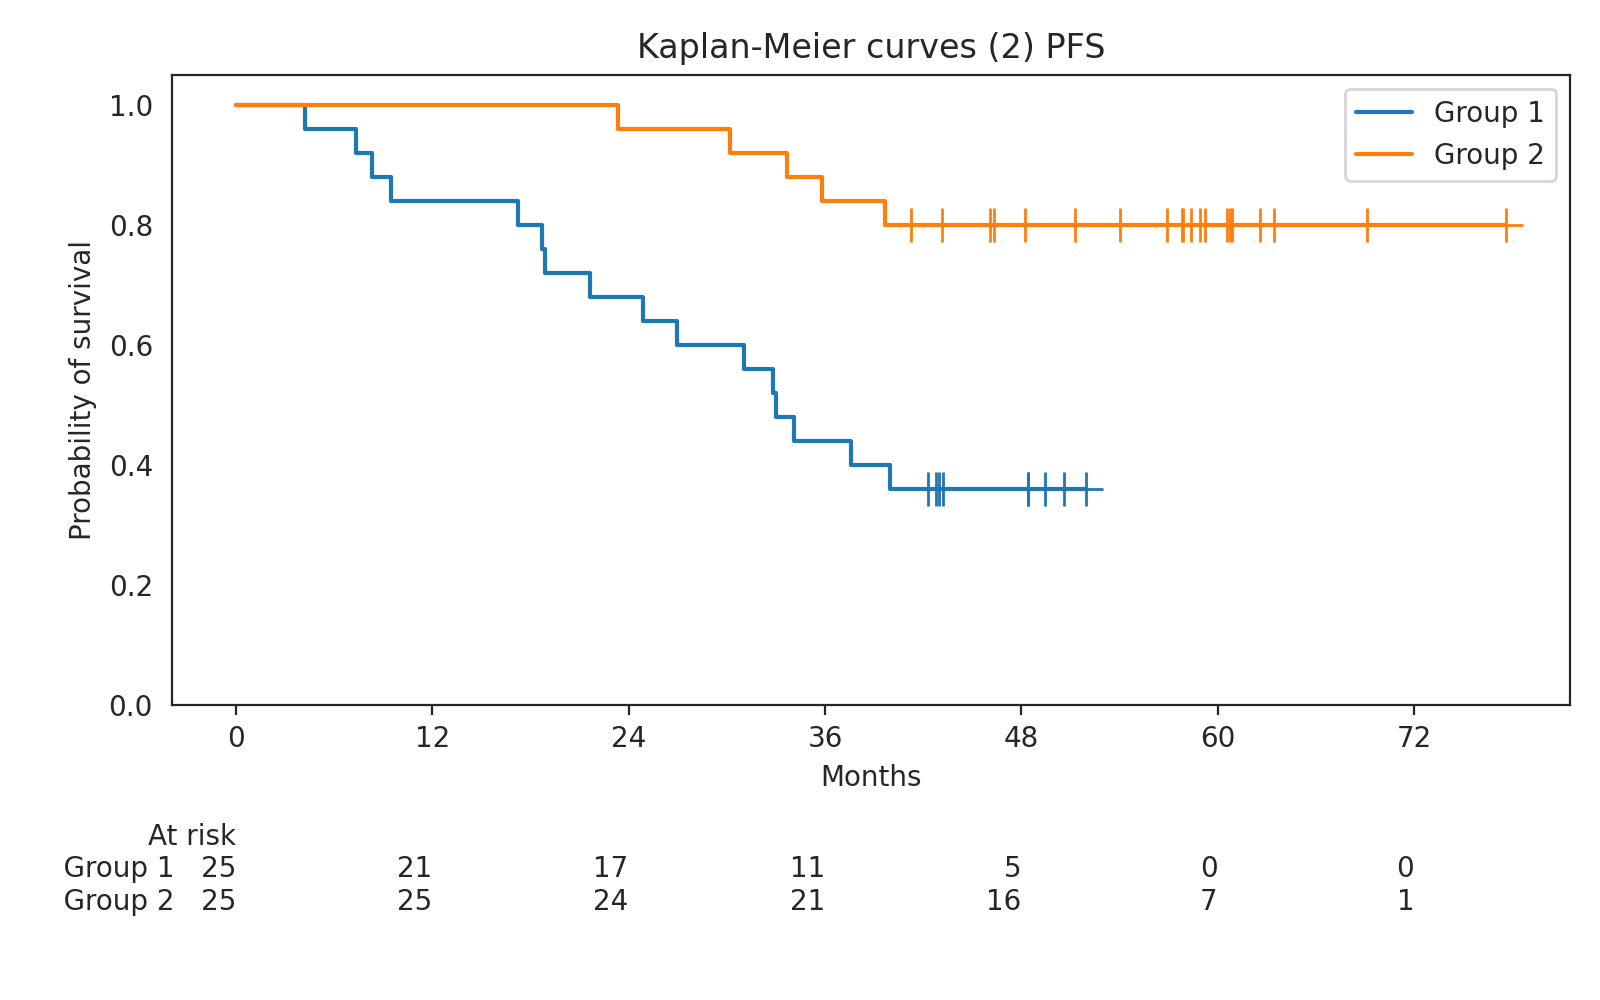 Kaplan-Meier curves (2) PFS
Group 1
Group 2
1.0
0.8
0.6
0.4
0.2
0.0
Probability of survival
0 12 24 36 48 60 72
Months
At risk
Group 1 25 21 17 11 5 0 0
Group 2 25 25 24 21 16 7 1